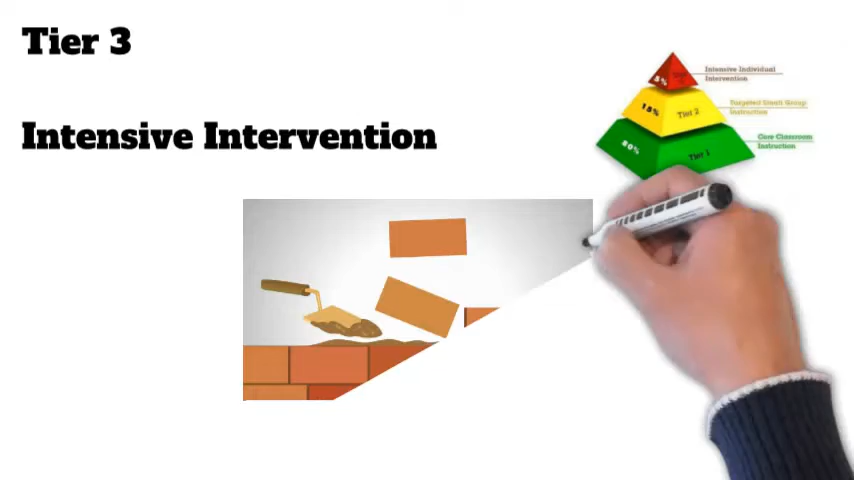 Tier 3
Intensive Intervention
5%
Intensive Individual
Intervention
15%
Tier 2
Targeted Small Group
Instruction
80%
Tier 1
Core Classroom
Instruction